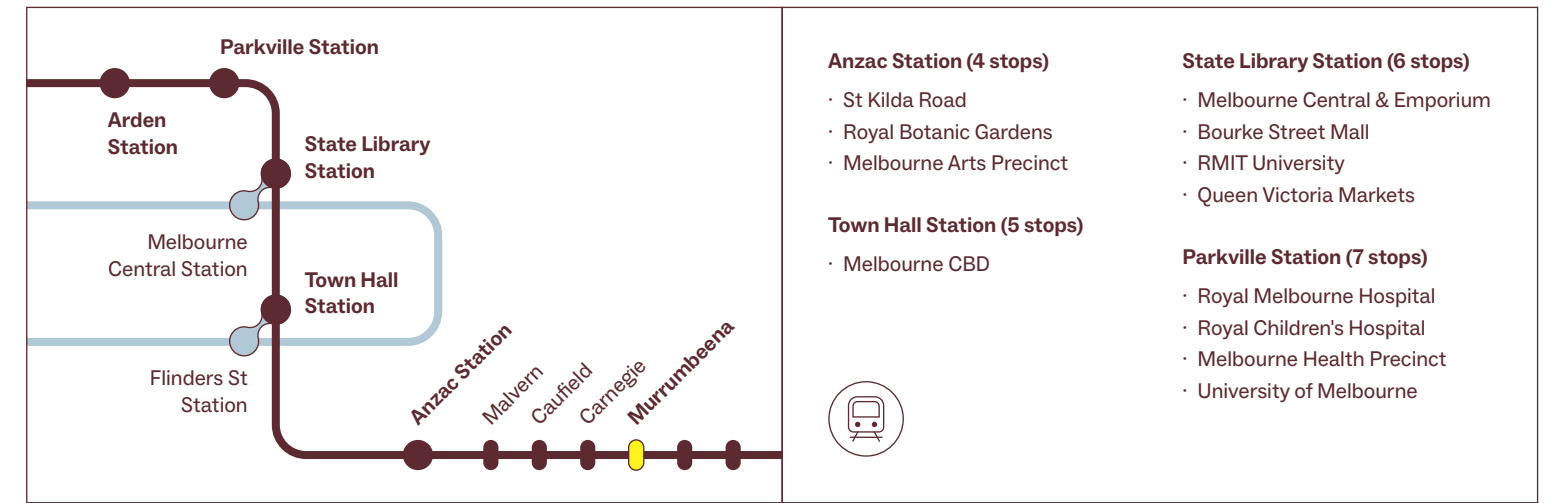 Parkville Station
Arden
Station
State Library
Station
Melbourne
Central Station
Town Hall
Station
Flinders St
Station
Anzac Station
Malvern
Caufield
Carnegie
Murrumbeena
Anzac Station (4 stops)
· St Kilda Road
· Royal Botanic Gardens
· Melbourne Arts Precinct
Town Hall Station (5 stops)
· Melbourne CBD
State Library Station (6 stops)
· Melbourne Central & Emporium
· Bourke Street Mall
· RMIT University
· Queen Victoria Markets
Parkville Station (7 stops)
· Royal Melbourne Hospital
· Royal Children's Hospital
· Melbourne Health Precinct
· University of Melbourne